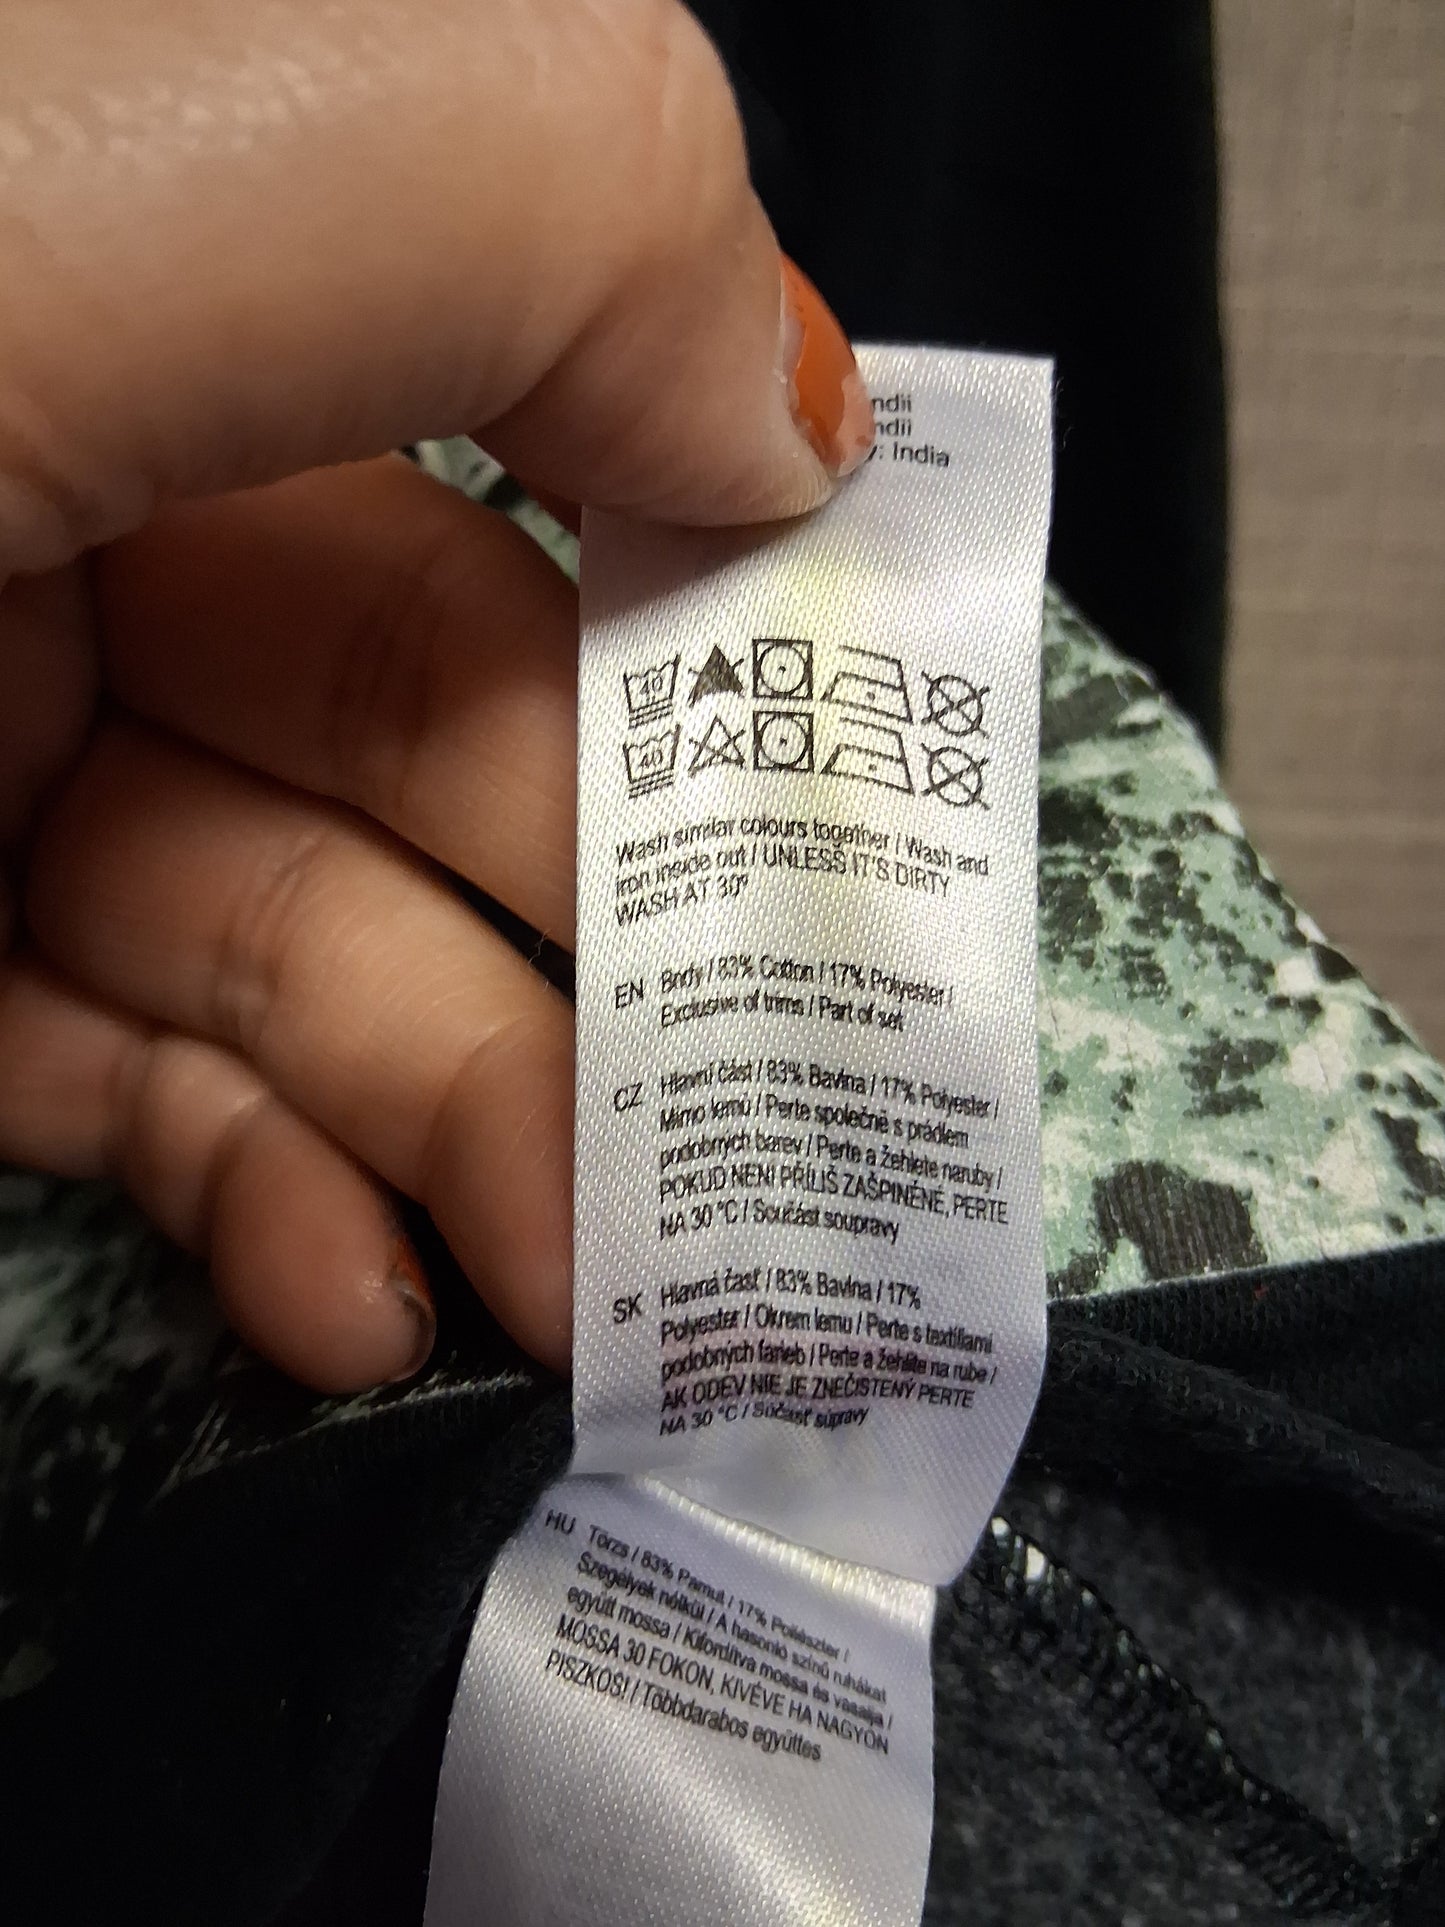 ndii
ndii
y: India
40
40
Wash similar colours together / Wash and
iron inside out / UNLESS IT'S DIRTY
WASH AT 30°
EN Body / 83% Cotton / 17% Polyester /
Exclusive of trims / Part of set
CZ Hlavní část / 83% Bavlna / 17% Polyester /
Mimo lemů / Perte společně s prádlem
podobných barev / Perte a žehlete naruby /
POKUD NENI PŘÍLIŠ ZAŠPINĚNÉ, PERTE
NA 30 °C / Součást soupravy
SK Hlavná časť / 83% Bavlna / 17%
Polyester / Okrem lemu / Perte s textíliami
podobných farieb / Perte a žehlite na rube /
AK ODEV NIE JE ZNEČISTENÝ PERTE
NA 30 °C / Súčasť súpravy
HU Törzs / 83% Pamut / 17% Poliészter /
Szegélyek nélkül / A hasonló színű ruhákat
együtt mossa / Kifordítva mossa és vasalja /
MOSSA 30 FOKON, KIVÉVE HA NAGYON
PISZKOS! / Többdarabos együttes